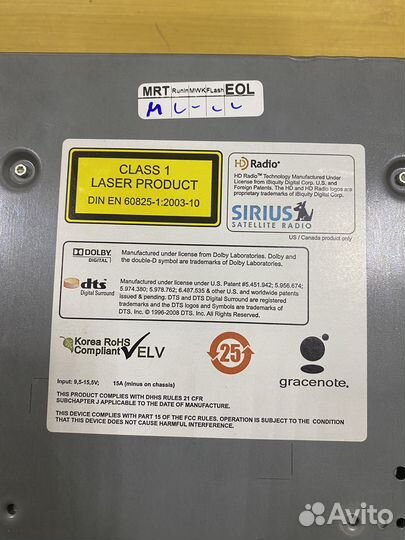 MRT RunIn MWK Flash EOL
M L - L L
CLASS 1
LASER PRODUCT
DIN EN 60825-1:2003-10
HD Radio®
HD Radio™ Technology Manufactured Under
License from iBiquity Digital Corp. U.S. and
Foreign Patents. The HD and HD Radio logos are
proprietary trademarks of iBiquity Digital Corp.
SIRIUS
SATELLITE RADIO
US / Canada product only
DOLBY
DIGITAL
Manufactured under license from Dolby Laboratories. Dolby and
the double-D symbol are trademarks of Dolby Laboratories.
dts
Digital Surround
Manufactured under license under U.S. Patent #5.451.942; 5.956.674;
5.974.380; 5.978.762; 6.487.535 & other U.S. and worldwide patents
issued & pending. DTS and DTS Digital Surround are registered
trademarks and the DTS logos and Symbols are trademarks of
DTS, Inc. © 1996-2008 DTS, Inc. All Rights Reserved.
Korea RoHS
Compliant
ELV
25
gracenote.
Input: 9,5-15,5V; 15A (minus on chassis)
THIS PRODUCT COMPLIES WITH DHHS RULES 21 CFR
SUBCHAPTER J APPLICABLE TO THE DATE OF MANUFACTURE.
THIS DEVICE COMPLIES WITH PART 15 OF THE FCC RULES. OPERATION IS SUBJECT TO THE CONDITION
THAT THIS DEVICE DOES NOT CAUSE HARMFUL INTERFERENCE
Avito